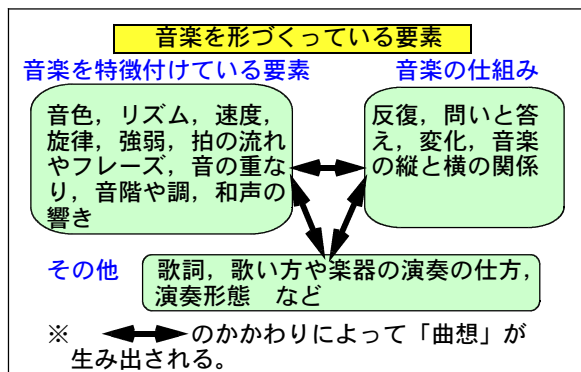 音楽を形づくっている要素
音楽を特徴付けている要素
音色，リズム，速度，
旋律，強弱，拍の流れ
やフレーズ，音の重な
り，音階や調，和声の
響き
音楽の仕組み
反復，問いと答
え，変化，音楽
の縦と横の関係
その他
歌詞，歌い方や楽器の演奏の仕方，
演奏形態　など
※　のかかわりによって「曲想」が
生み出される。